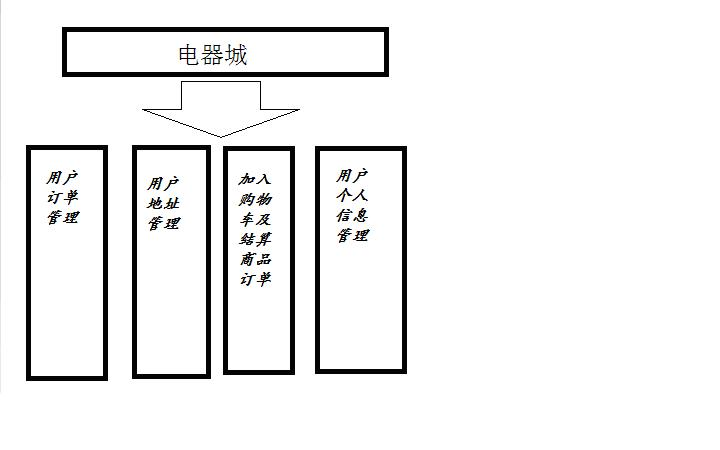 电器城
用户
订单
管理
用户
地址
管理
加入
购物
车及
结算
商品
订单
用户
个人
信息
管理